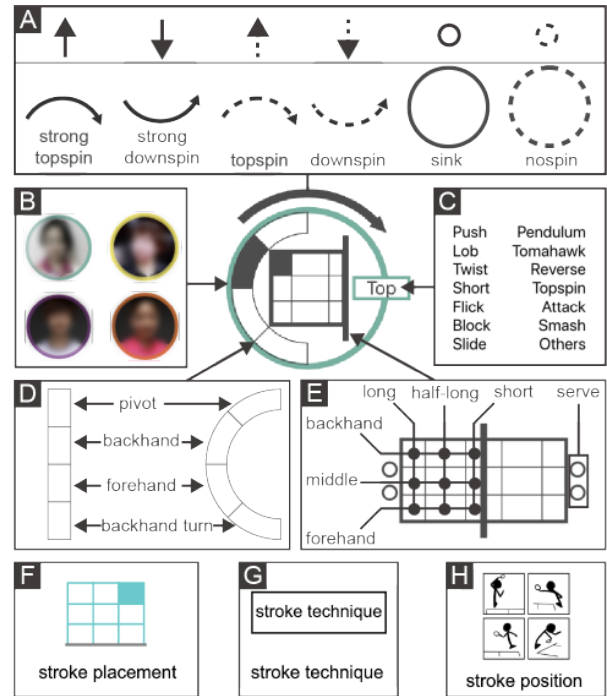 A
strong topspin
strong downspin
topspin
downspin
sink
nospin
B
Top
C
Push Pendulum
Lob Tomahawk
Twist Reverse
Short Topspin
Flick Attack
Block Smash
Slide Others
D
pivot
backhand
forehand
backhand turn
E
long half-long short serve
backhand
middle
forehand
F
stroke placement
G
stroke technique
stroke technique
H
stroke position